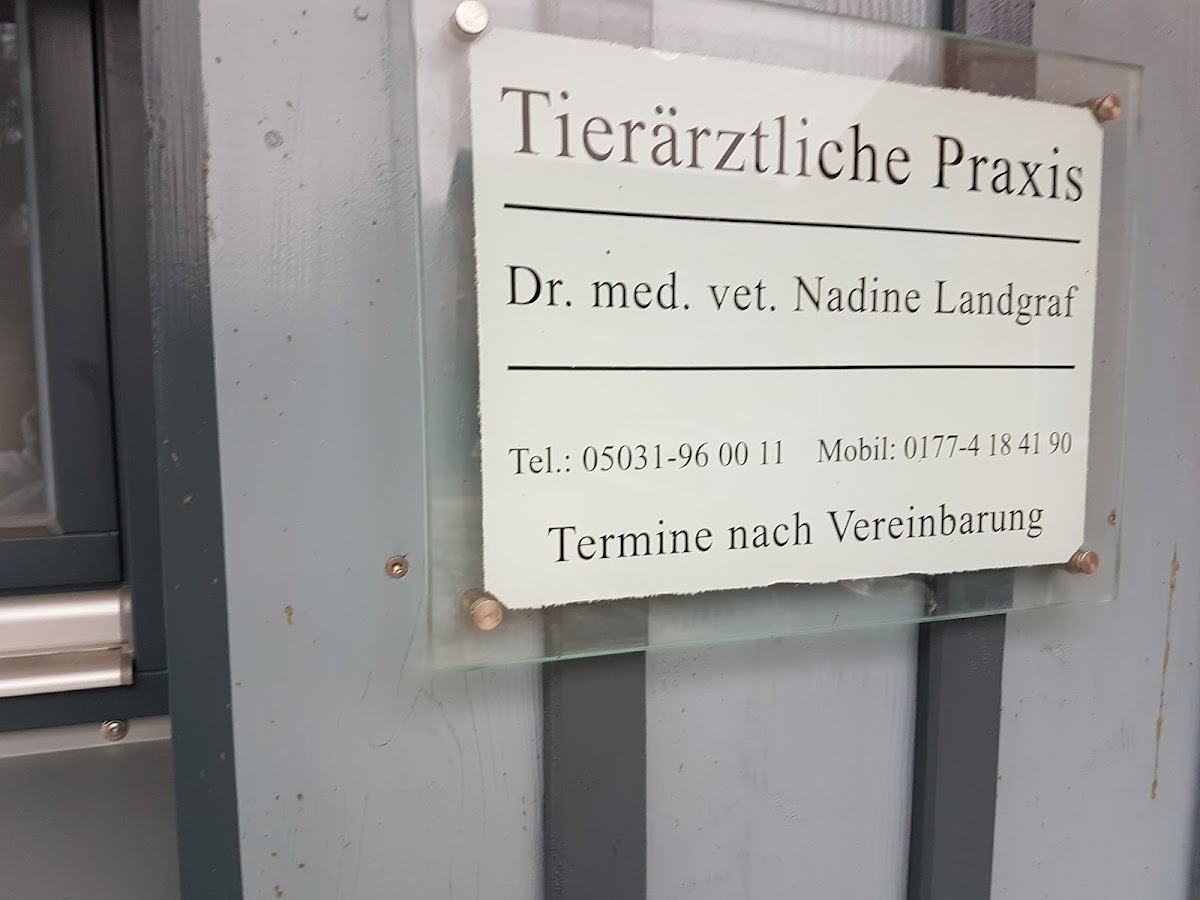 Tierärztliche Praxis
Dr. med. vet. Nadine Landgraf
Tel.: 05031-96 00 11 Mobil: 0177-4 18 41 90
Termine nach Vereinbarung